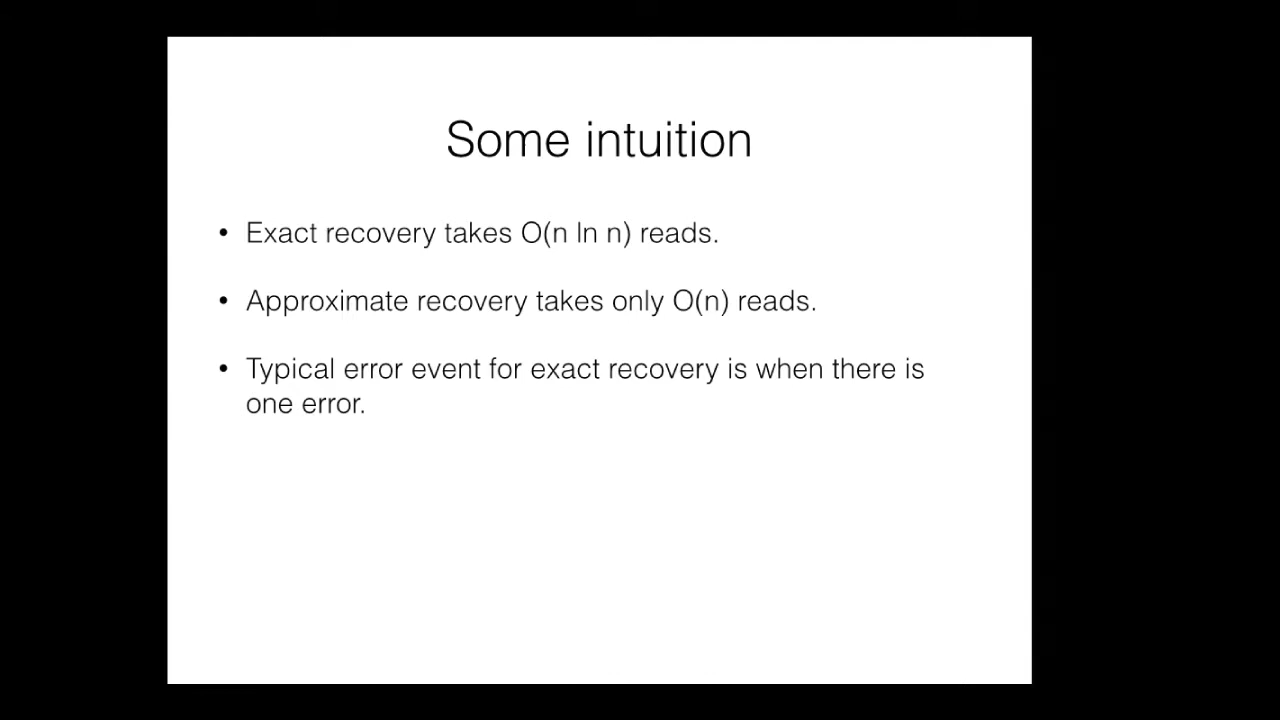 Some intuition
• Exact recovery takes O(n ln n) reads.
• Approximate recovery takes only O(n) reads.
• Typical error event for exact recovery is when there is
one error.